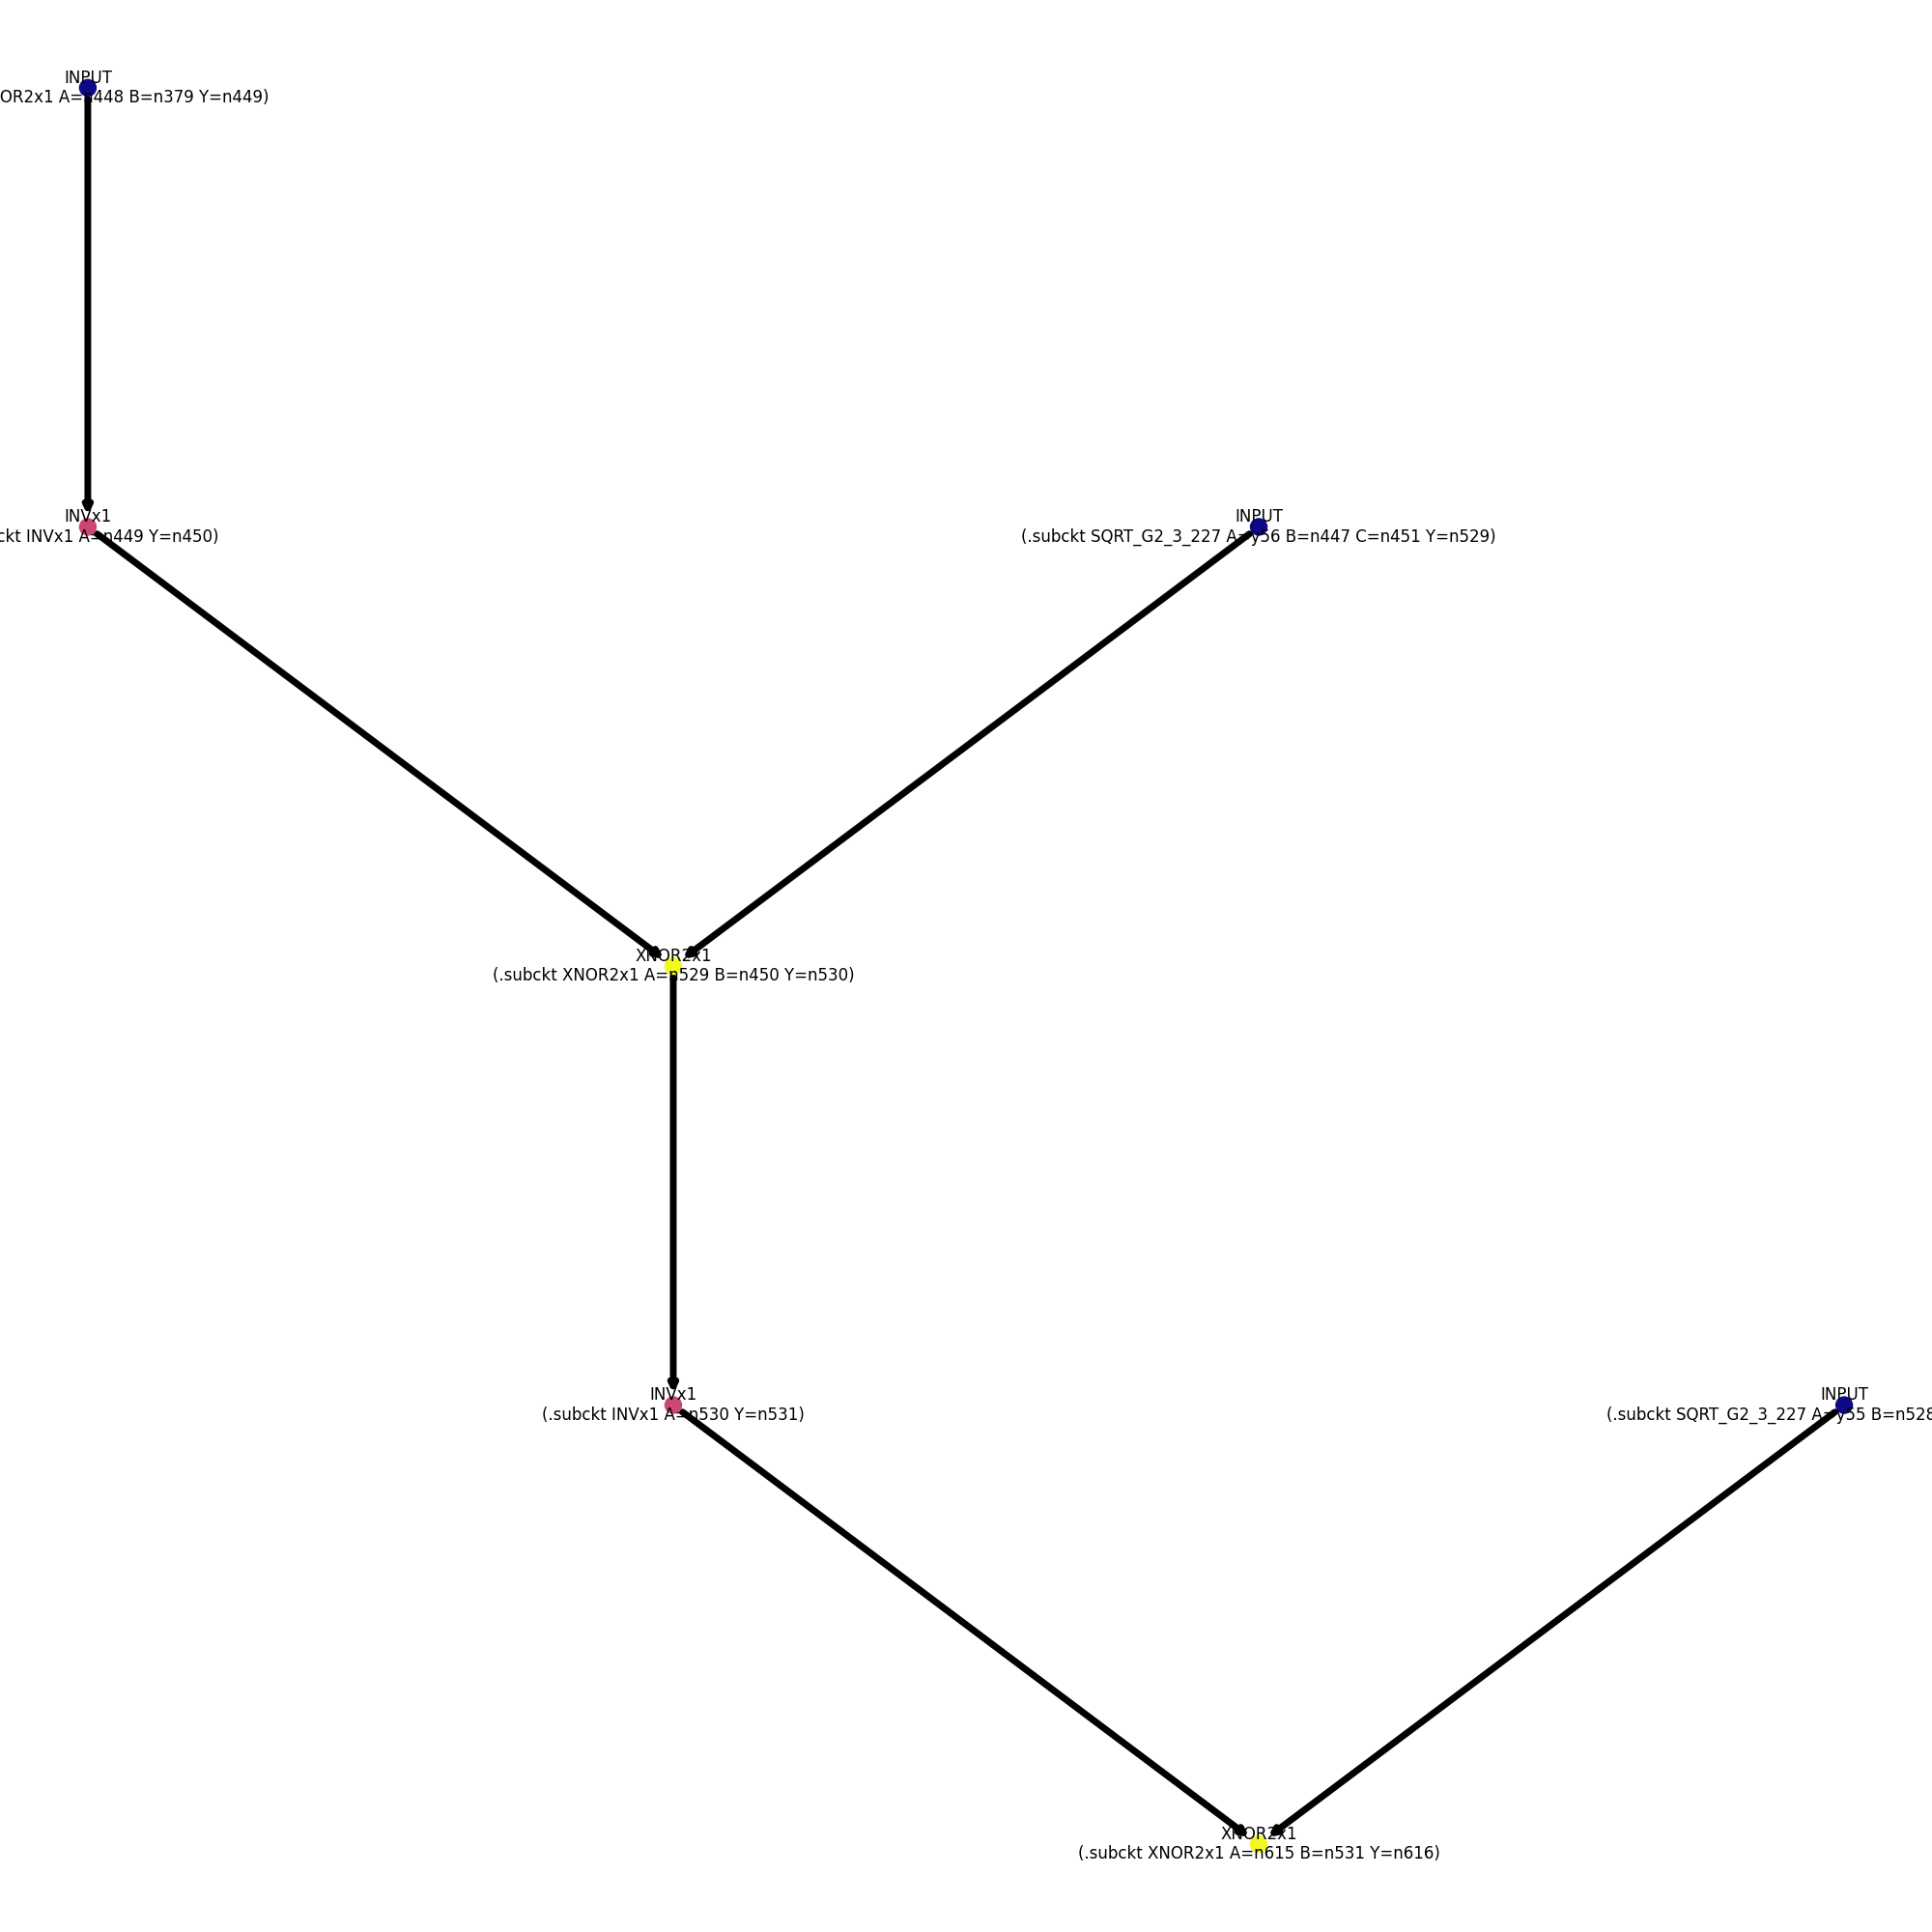 INPUT
OR2x1 A=n448 B=n379 Y=n449)
INVx1
ckt INVx1 A=n449 Y=n450)
INPUT
(.subckt SQRT_G2_3_227 A=y56 B=n447 C=n451 Y=n529)
XNOR2x1
(.subckt XNOR2x1 A=n529 B=n450 Y=n530)
INVx1
(.subckt INVx1 A=n530 Y=n531)
INPUT
(.subckt SQRT_G2_3_227 A=y55 B=n528
XNOR2x1
(.subckt XNOR2x1 A=n615 B=n531 Y=n616)